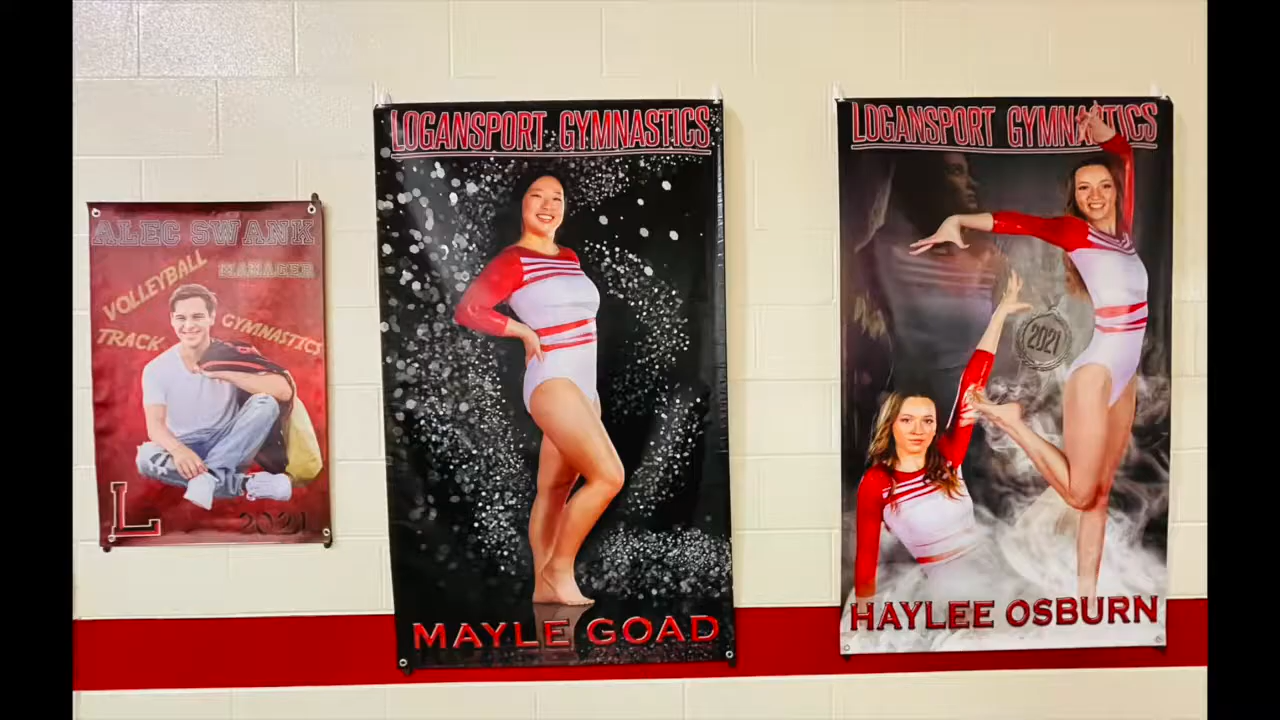 ALEC SWANK
MANAGER
VOLLEYBALL
TRACK
GYMNASTICS
L
2021
LOGANSPORT GYMNASTICS
MAYLE GOAD
LOGANSPORT GYMNASTICS
2021
HAYLEE OSBURN